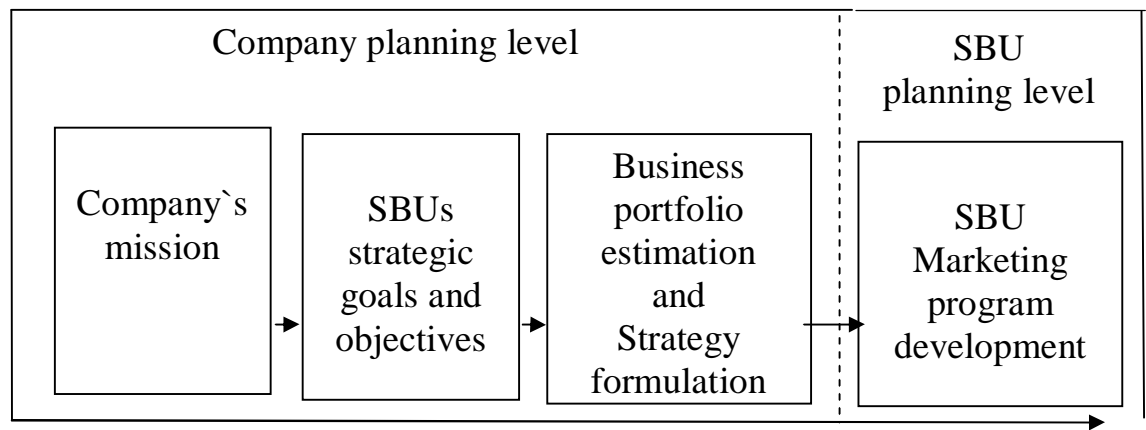 Company planning level
SBU
planning level
Company`s
mission
SBUs
strategic
goals and
objectives
Business
portfolio
estimation
and
Strategy
formulation
SBU
Marketing
program
development